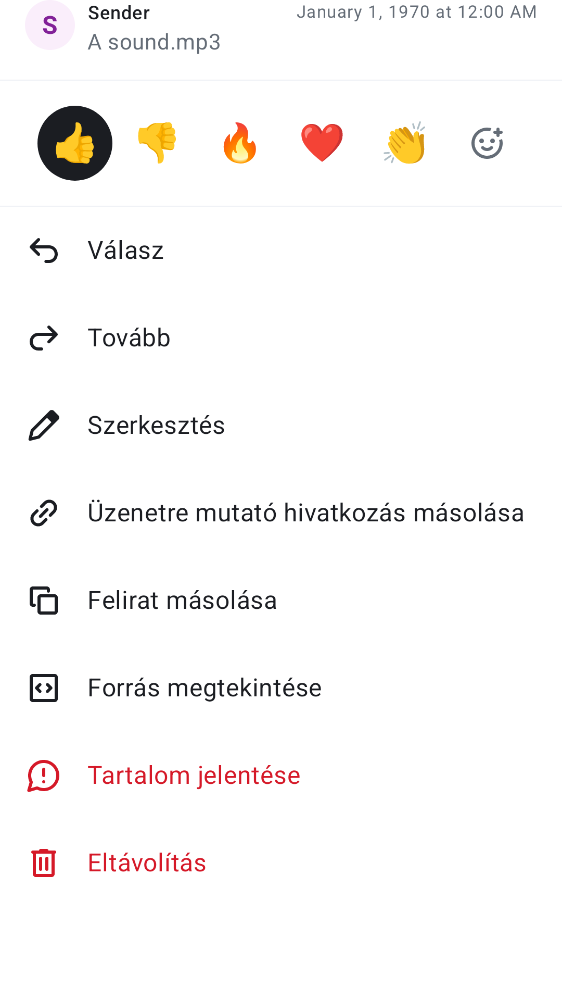 S
Sender
January 1, 1970 at 12:00 AM
A sound.mp3
Válasz
Tovább
Szerkesztés
Üzenetre mutató hivatkozás másolása
Felirat másolása
Forrás megtekintése
Tartalom jelentése
Eltávolítás